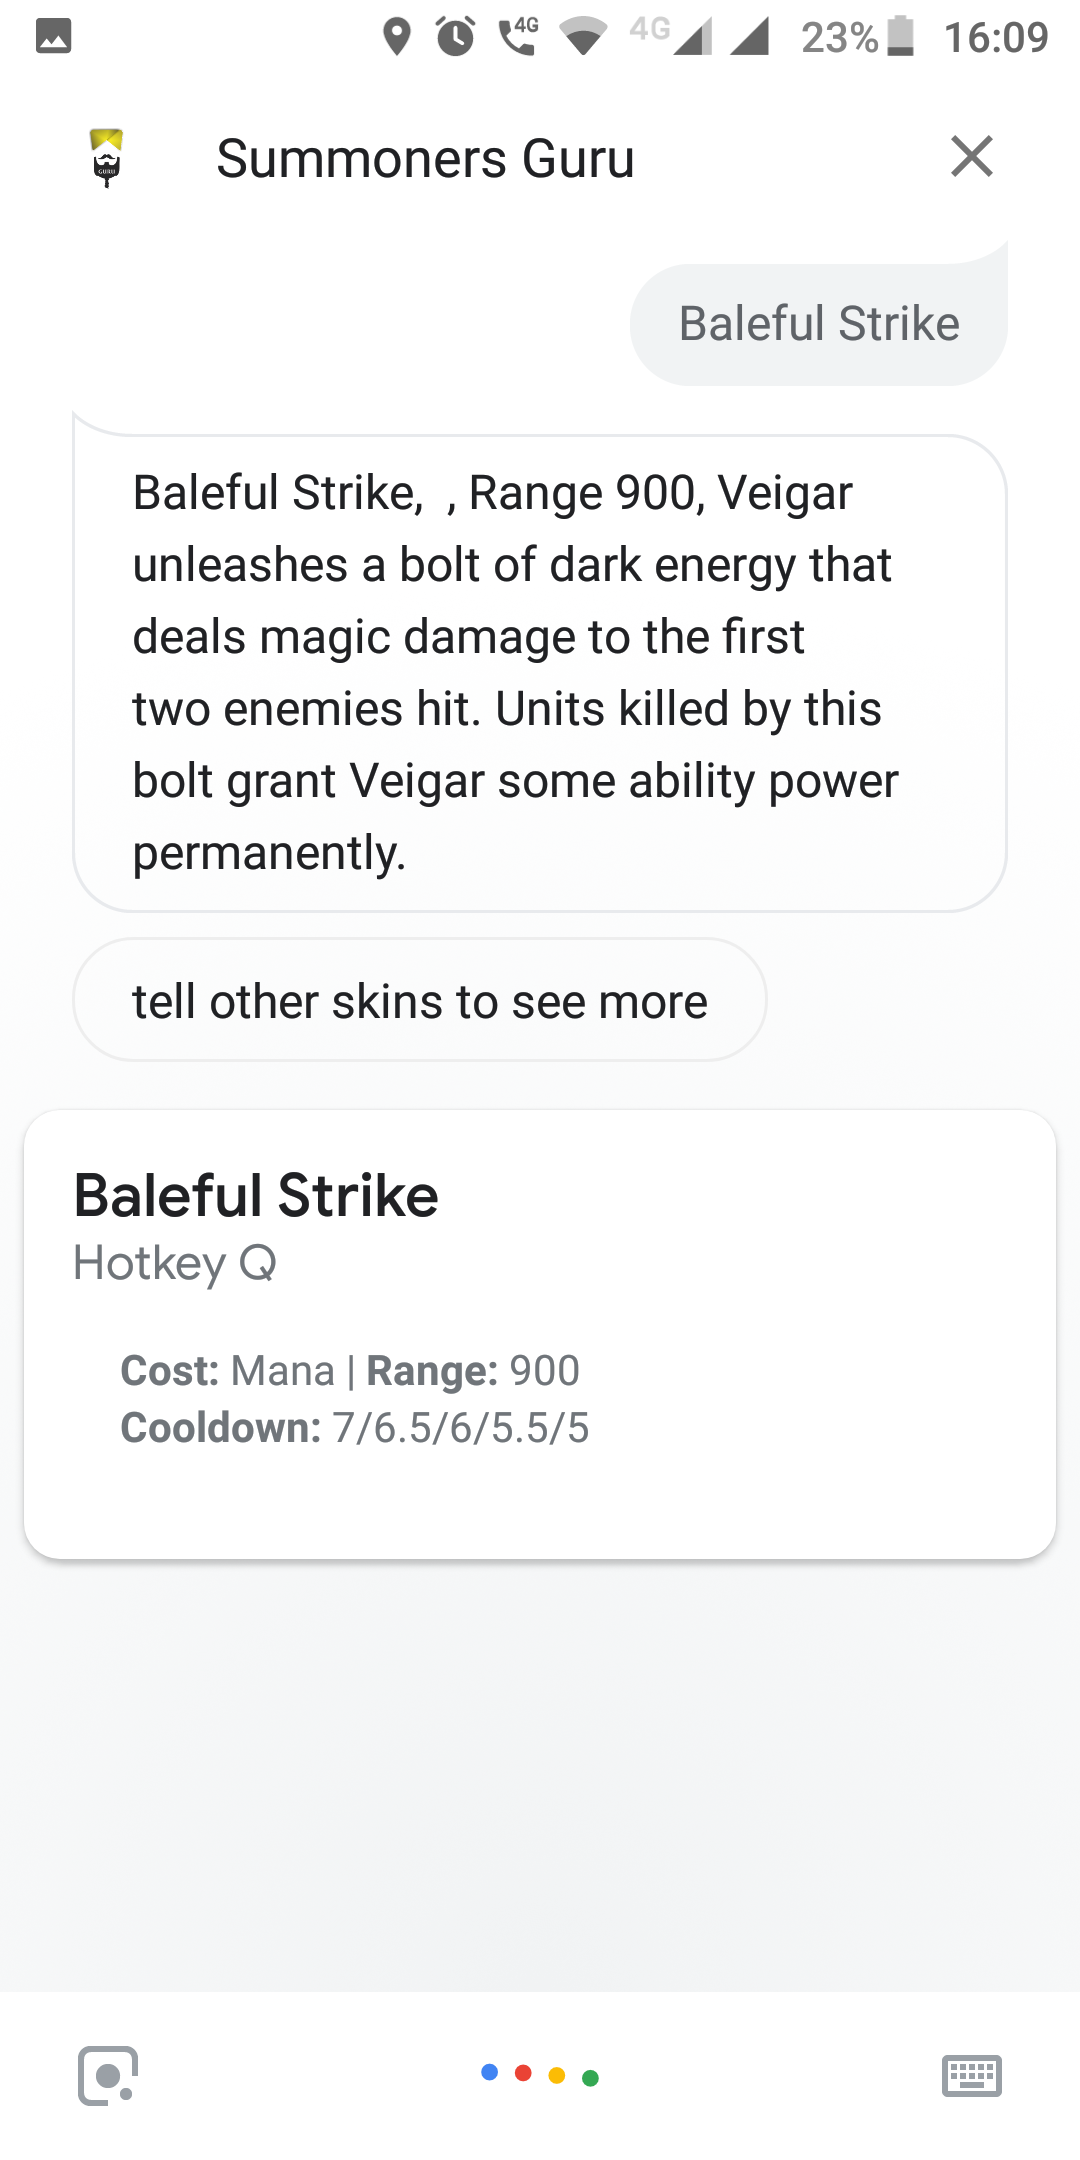 4G 4G 23% 16:09
GURU
Summoners Guru
Baleful Strike
Baleful Strike,  , Range 900, Veigar
unleashes a bolt of dark energy that
deals magic damage to the first
two enemies hit. Units killed by this
bolt grant Veigar some ability power
permanently.
tell other skins to see more
Baleful Strike
Hotkey Q
Cost: Mana | Range: 900
Cooldown: 7/6.5/6/5.5/5